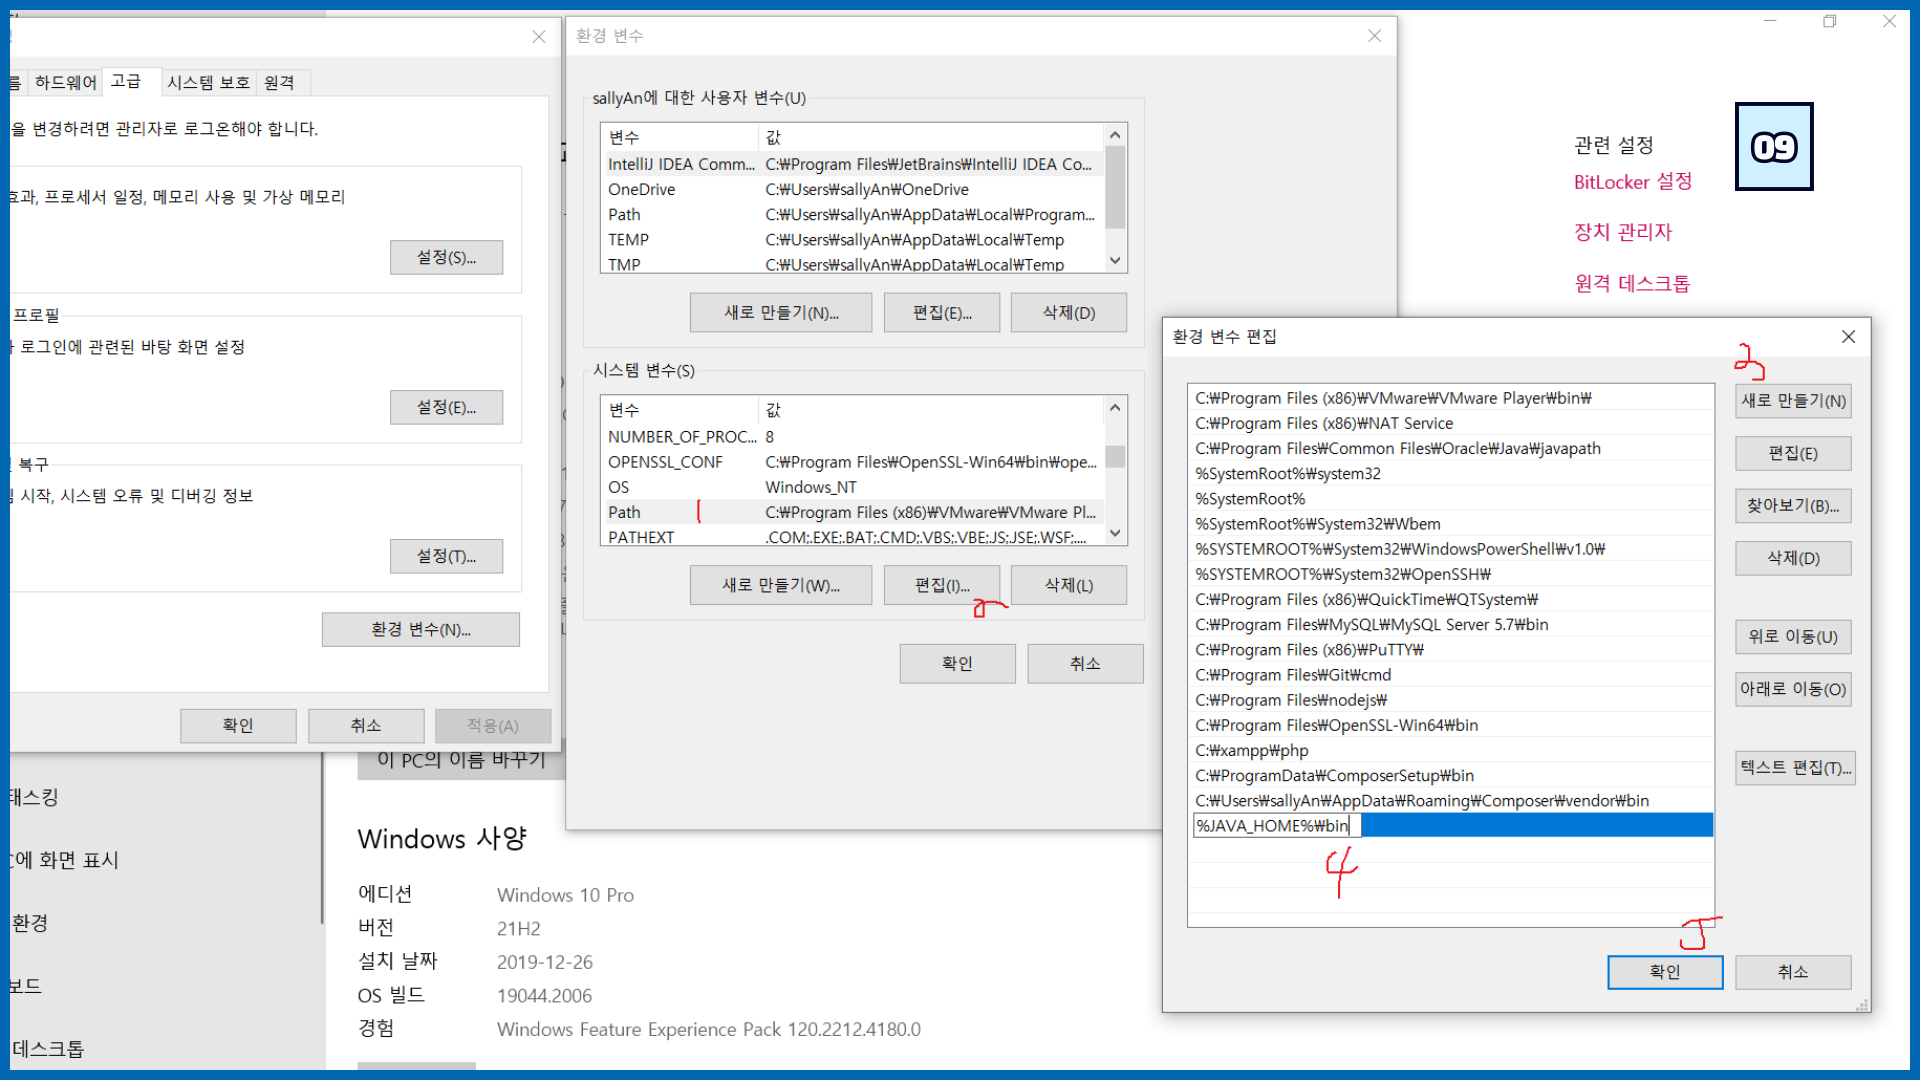 하드웨어
고급
시스템 보호
원격
을 변경하려면 관리자로 로그온해야 합니다.
효과, 프로세서 일정, 메모리 사용 및 가상 메모리
설정(S)...
프로필
로그인에 관련된 바탕 화면 설정
설정(E)...
복구
시작, 시스템 오류 및 디버깅 정보
설정(T)...
환경 변수(N)...
확인
취소
적용(A)
환경 변수
sallyAn에 대한 사용자 변수(U)
변수 값
IntelliJ IDEA Comm... C:₩Program Files₩JetBrains₩IntelliJ IDEA Co...
OneDrive C:₩Users₩sallyAn₩OneDrive
Path C:₩Users₩sallyAn₩AppData₩Local₩Program...
TEMP C:₩Users₩sallyAn₩AppData₩Local₩Temp
TMP C:₩Users₩sallyAn₩AppData₩Local₩Temp
새로 만들기(N)...
편집(E)...
삭제(D)
시스템 변수(S)
변수 값
NUMBER_OF_PROC... 8
OPENSSL_CONF C:₩Program Files₩OpenSSL-Win64₩bin₩ope...
OS Windows_NT
Path 1 C:₩Program Files (x86)₩VMware₩VMware Pl...
PATHEXT .COM;.EXE;.BAT;.CMD;.VBS;.VBE;.JS;.JSE;.WSF;....
새로 만들기(W)...
편집(I)...
삭제(L)
확인
취소
관련 설정
09
BitLocker 설정
장치 관리자
원격 데스크톱
환경 변수 편집
C:₩Program Files (x86)₩VMware₩VMware Player₩bin₩
C:₩Program Files (x86)₩NAT Service
C:₩Program Files₩Common Files₩Oracle₩Java₩javapath
%SystemRoot%₩system32
%SystemRoot%
%SystemRoot%₩System32₩Wbem
%SYSTEMROOT%₩System32₩WindowsPowerShell₩v1.0₩
%SYSTEMROOT%₩System32₩OpenSSH₩
C:₩Program Files (x86)₩QuickTime₩QTSystem₩
C:₩Program Files₩MySQL₩MySQL Server 5.7₩bin
C:₩Program Files (x86)₩PuTTY₩
C:₩Program Files₩Git₩cmd
C:₩Program Files₩nodejs₩
C:₩Program Files₩OpenSSL-Win64₩bin
C:₩xampp₩php
C:₩ProgramData₩ComposerSetup₩bin
C:₩Users₩sallyAn₩AppData₩Roaming₩Composer₩vendor₩bin
%JAVA_HOME%₩bin
4
5
새로 만들기(N)
편집(E)
찾아보기(B)...
삭제(D)
위로 이동(U)
아래로 이동(O)
텍스트 편집(T)...
확인
취소
이 PC의 이름 바꾸기
태스킹
에 화면 표시
환경
보드
데스크톱
Windows 사양
에디션 Windows 10 Pro
버전 21H2
설치 날짜 2019-12-26
OS 빌드 19044.2006
경험 Windows Feature Experience Pack 120.2212.4180.0